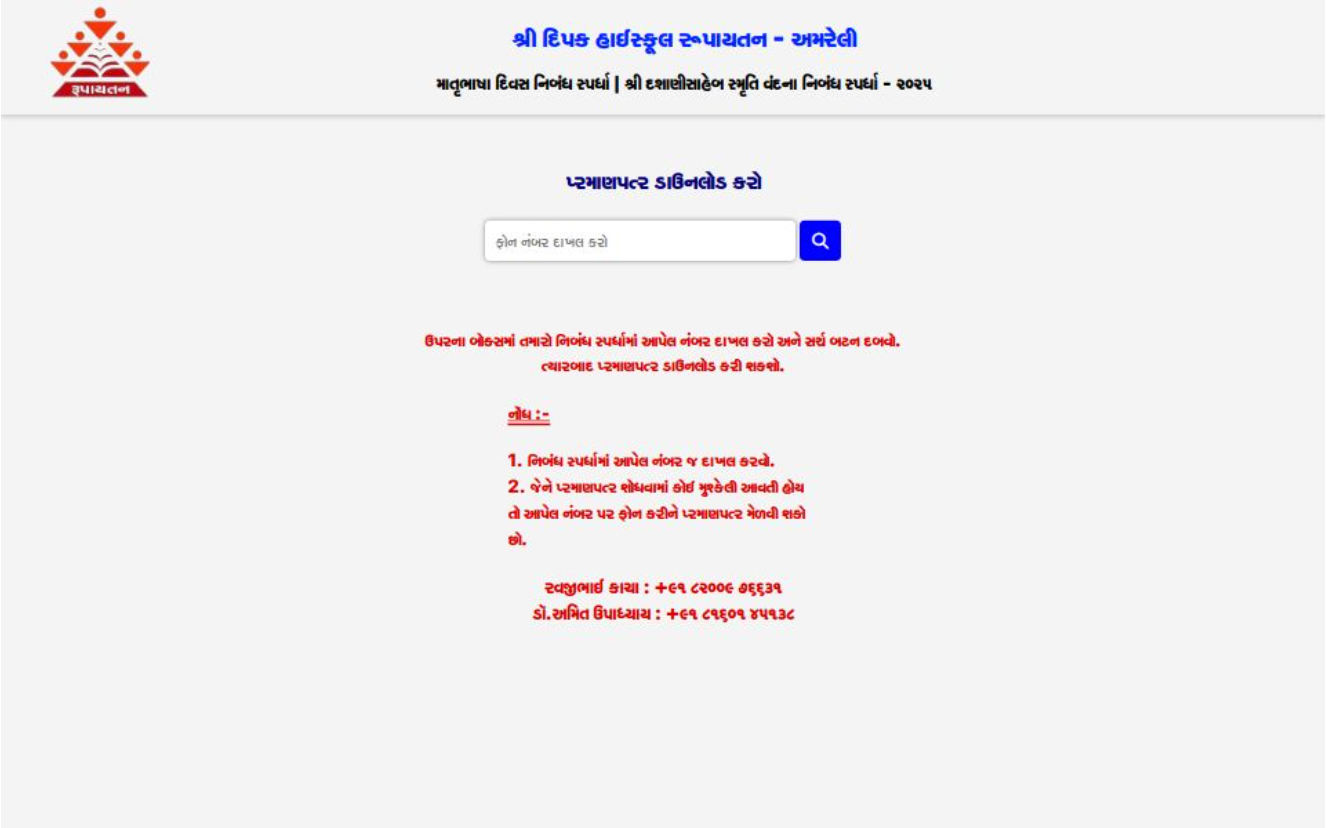 રૂપાયતન
શ્રી દિપક હાઈસ્કૂલ રૂપાયતન - અમરેલી
માતૃભાષા દિવસ નિબંધ સ્પર્ધા | શ્રી દશાણીસાહેબ સ્મૃતિ વંદના નિબંધ સ્પર્ધા - ૨૦૨૫
પ્રમાણપત્ર ડાઉનલોડ કરો
ફોન નંબર દાખલ કરો
ઉપરના બોક્સમાં તમારો નિબંધ સ્પર્ધામાં આપેલ નંબર દાખલ કરો અને સર્ચ બટન દબવો.
ત્યારબાદ પ્રમાણપત્ર ડાઉનલોડ કરી શકશો.
નોંધ :-
1. નિબંધ સ્પર્ધામાં આપેલ નંબર જ દાખલ કરવો.
2. જેને પ્રમાણપત્ર શોધવામાં કોઈ મુશ્કેલી આવતી હોય
તો આપેલ નંબર પર ફોન કરીને પ્રમાણપત્ર મેળવી શકો
છો.
રવજીભાઈ કાચા : +૯૧ ૮૨૦૦૯ ૭૬૬૩૧
ડૉ.અમિત ઉપાધ્યાય : +૯૧ ૮૧૬૦૧ ૪૫૧૩૮